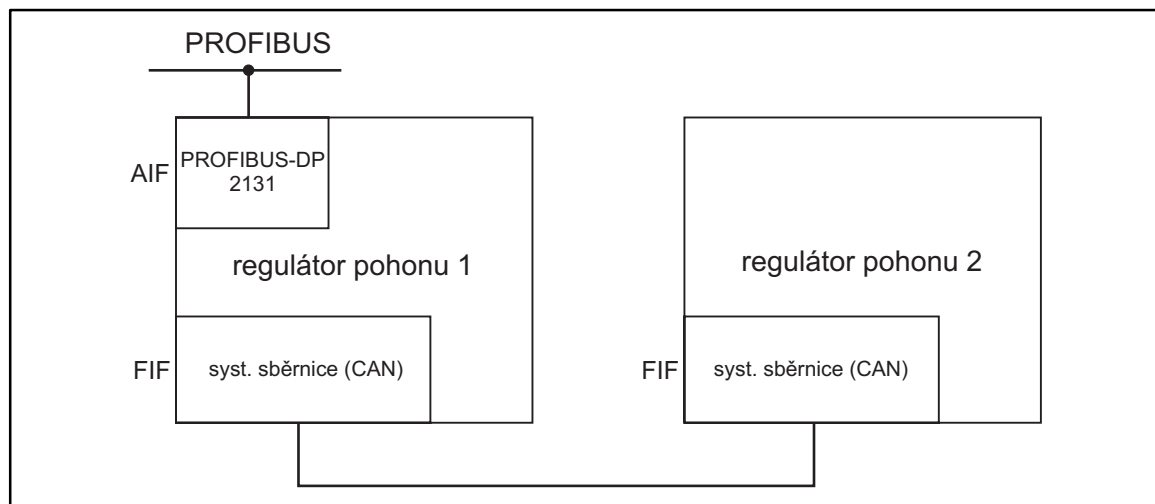 PROFIBUS
AIF
PROFIBUS-DP
2131
regulátor pohonu 1
regulátor pohonu 2
FIF
syst. sběrnice (CAN)
FIF
syst. sběrnice (CAN)